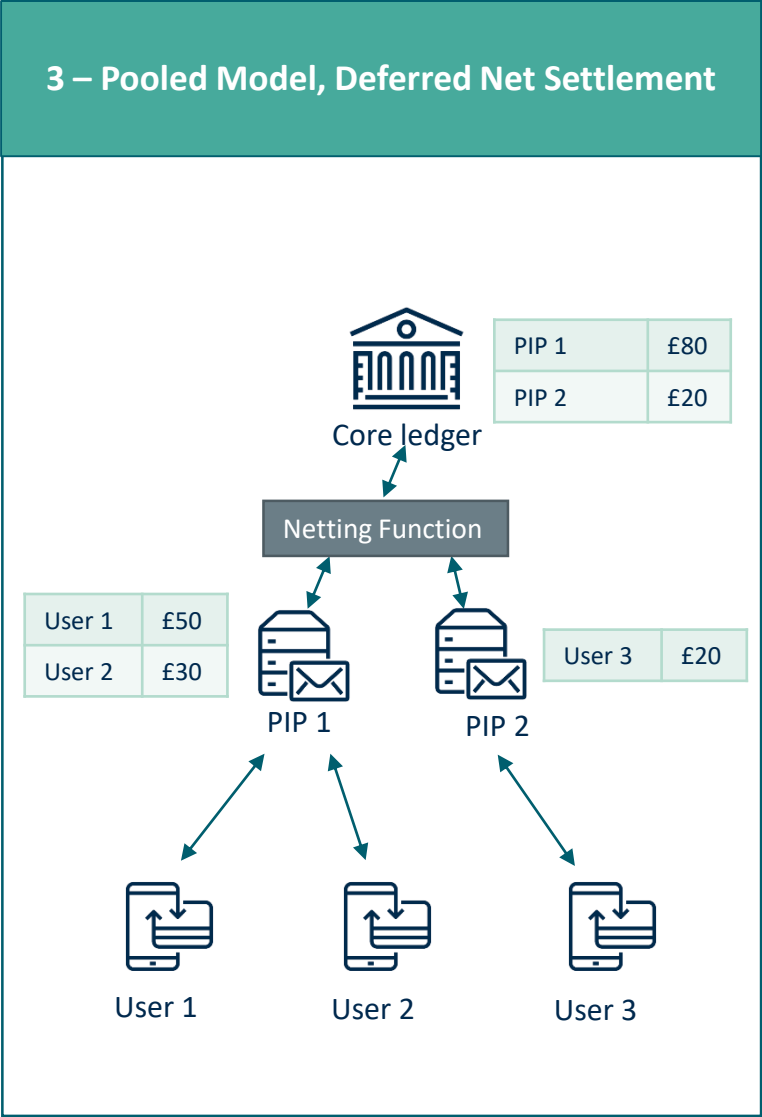 3 – Pooled Model, Deferred Net Settlement
PIP 1 £80
PIP 2 £20
Core ledger
Netting Function
User 1 £50
User 2 £30
User 3 £20
PIP 1
PIP 2
User 1
User 2
User 3